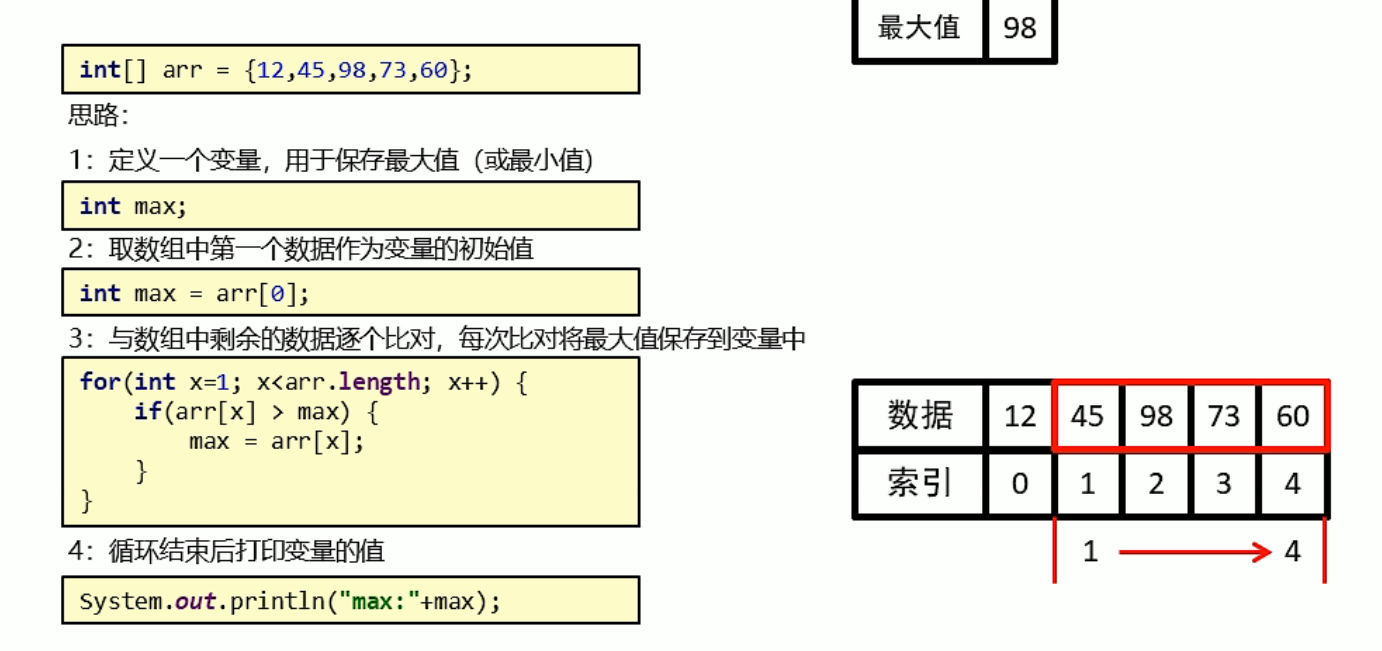 最大值 98
int[] arr = {12,45,98,73,60};
思路：
1：定义一个变量，用于保存最大值（或最小值）
int max;
2：取数组中第一个数据作为变量的初始值
int max = arr[0];
3：与数组中剩余的数据逐个比对，每次比对将最大值保存到变量中
for(int x=1; x<arr.length; x++) {
    if(arr[x] > max) {
        max = arr[x];
    }
}
4：循环结束后打印变量的值
System.out.println("max:"+max);
数据 12 45 98 73 60
索引 0 1 2 3 4
1 4